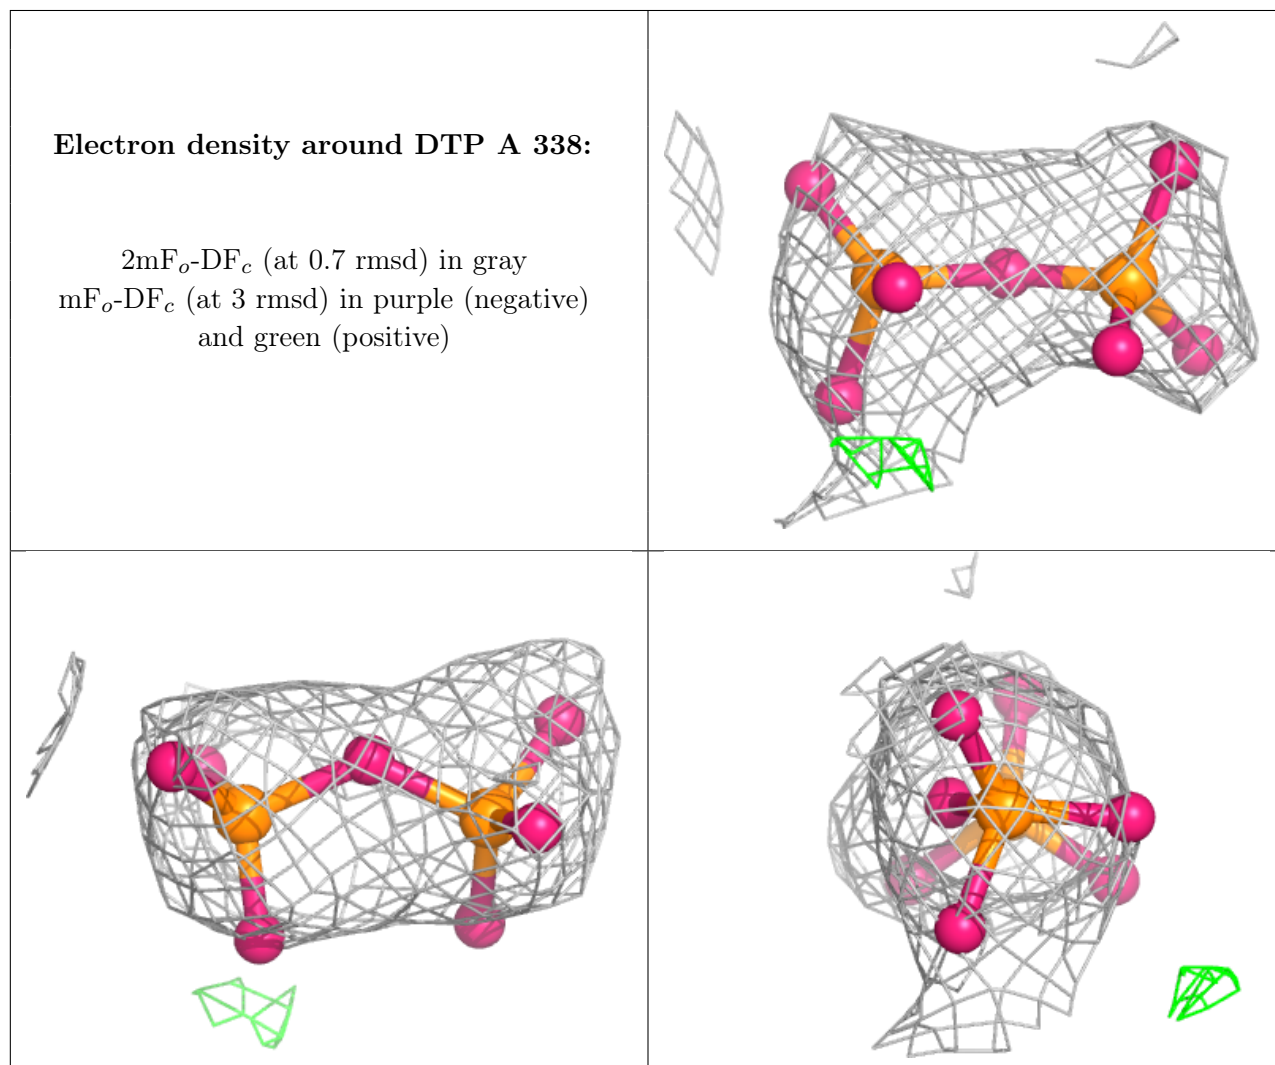 Electron density around DTP A 338:
2mFo-DFc (at 0.7 rmsd) in gray
mFo-DFc (at 3 rmsd) in purple (negative)
and green (positive)